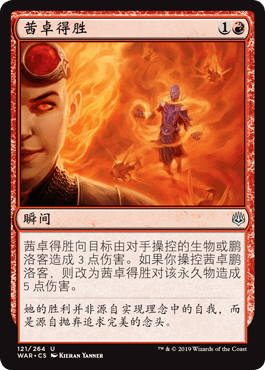 茜卓得胜 1
瞬间
茜卓得胜向目标由对手操控的生物或鹏
洛客造成3点伤害。如果你操控茜卓鹏
洛客，则改为茜卓得胜对该永久物造成
5点伤害。
她的胜利并非源自实现理念中的自我，而
是源自抛弃追求完美的念头。
121/264 U
WAR • CS KIERAN YANNER
™ & © 2019 Wizards of the Coast